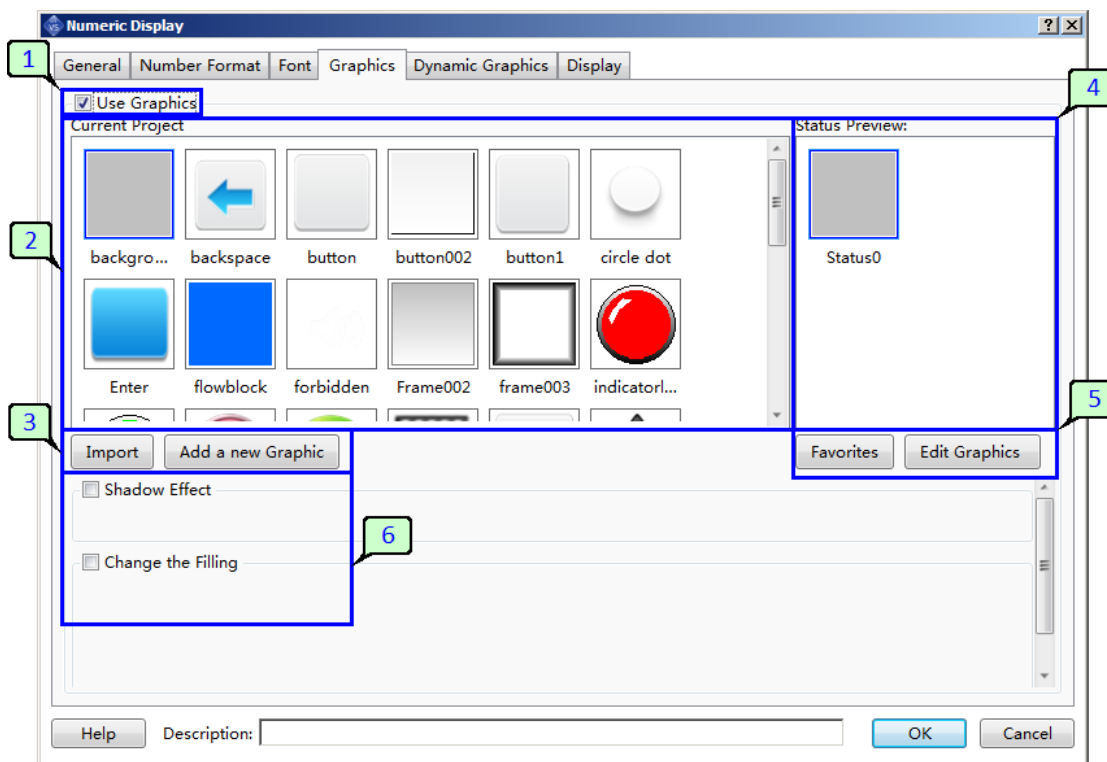 Numeric Display
1
General Number Format Font Graphics Dynamic Graphics Display
4
Use Graphics
Current Project
Status Preview:
2
backgro... backspace button button002 button1 circle dot
Status0
Enter flowblock forbidden Frame002 frame003 indicatorl...
3
5
Import Add a new Graphic
Favorites Edit Graphics
Shadow Effect
6
Change the Filling
Help Description: OK Cancel